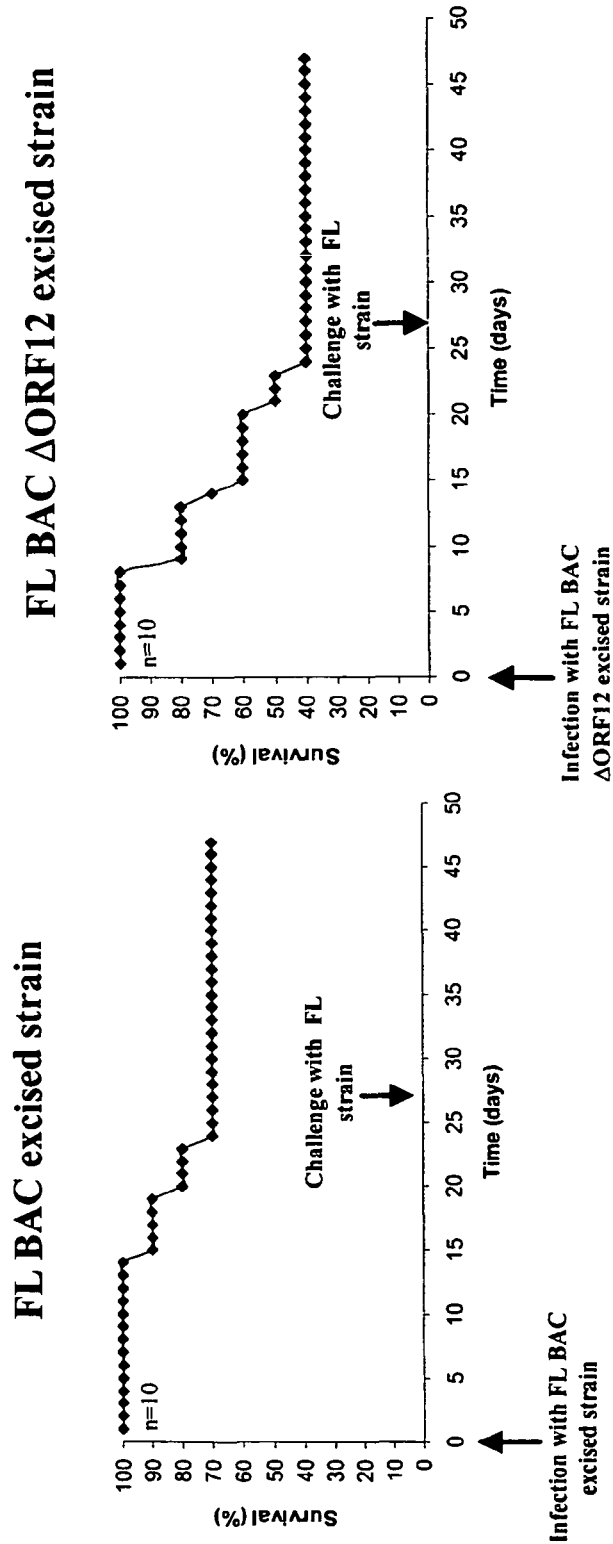 FL BAC excised strain
Survival (%)
100
90
80
70
60
50
40
30
20
10
0
n=10
0 5 10 15 20 25 30 35 40 45 50
Time (days)
Challenge with FL
strain
Infection with FL BAC
excised strain
FL BAC ΔORF12 excised strain
Survival (%)
100
90
80
70
60
50
40
30
20
10
0
n=10
0 5 10 15 20 25 30 35 40 45 50
Time (days)
Challenge with FL
strain
Infection with FL BAC
ΔORF12 excised strain